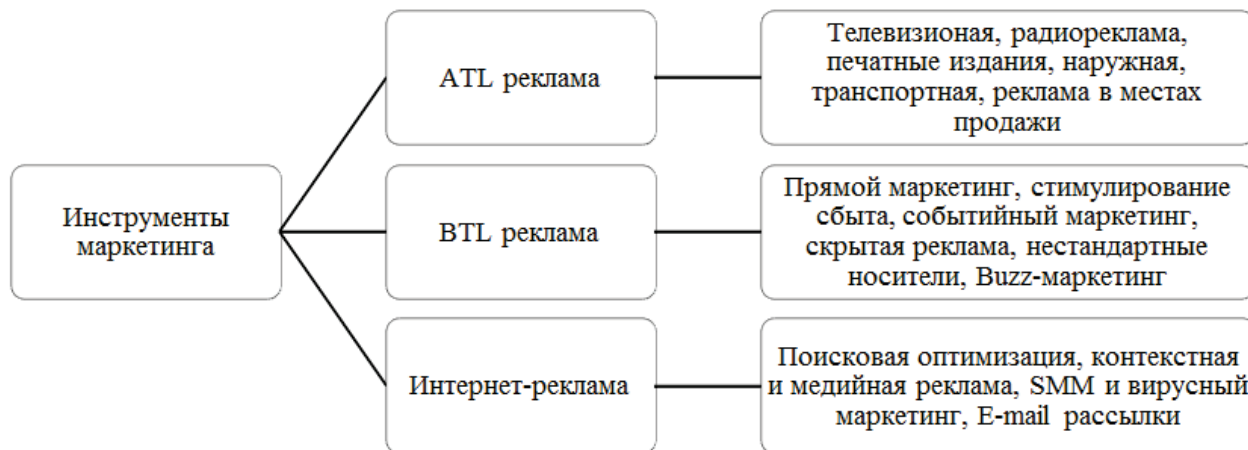 Инструменты
маркетинга
ATL реклама
Телевизионая, радиореклама,
печатные издания, наружная,
транспортная, реклама в местах
продажи
BTL реклама
Прямой маркетинг, стимулирование
сбыта, событийный маркетинг,
скрытая реклама, нестандартные
носители, Buzz-маркетинг
Интернет-реклама
Поисковая оптимизация, контекстная
и медийная реклама, SMM и вирусный
маркетинг, E-mail рассылки